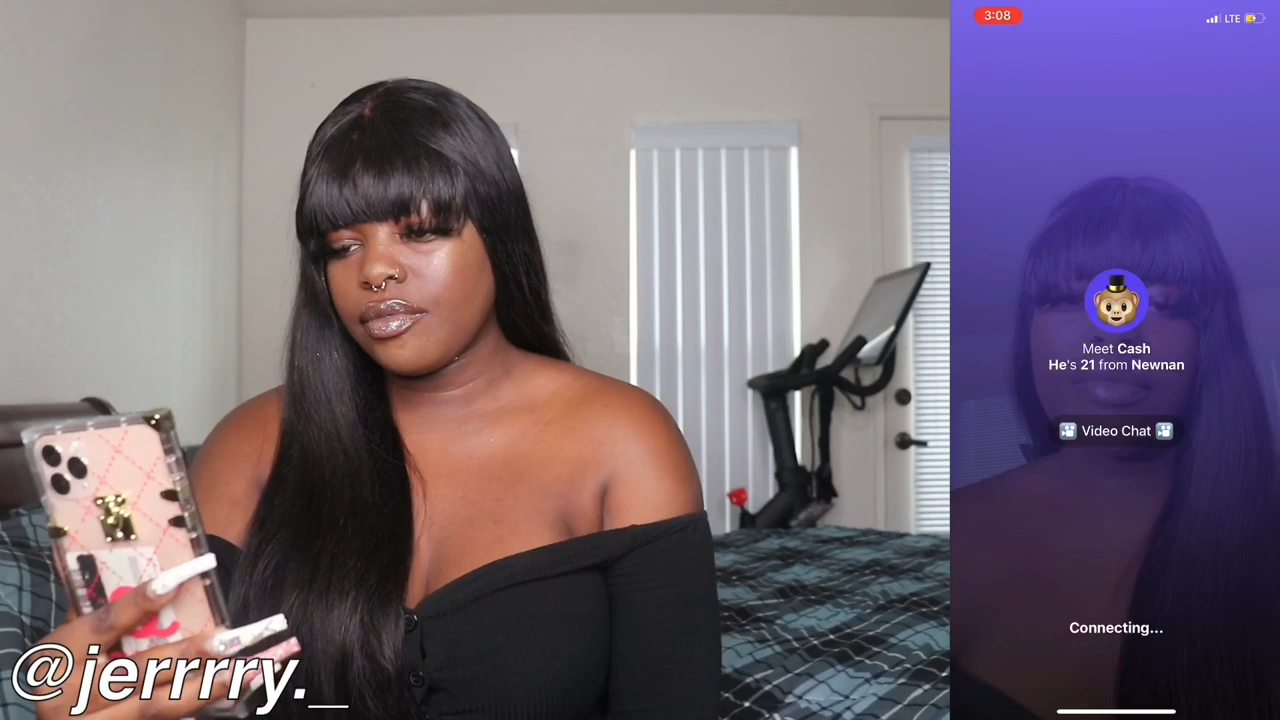 3:08
LTE
Meet Cash
He's 21 from Newnan
Video Chat
Connecting...
@jerrrry._